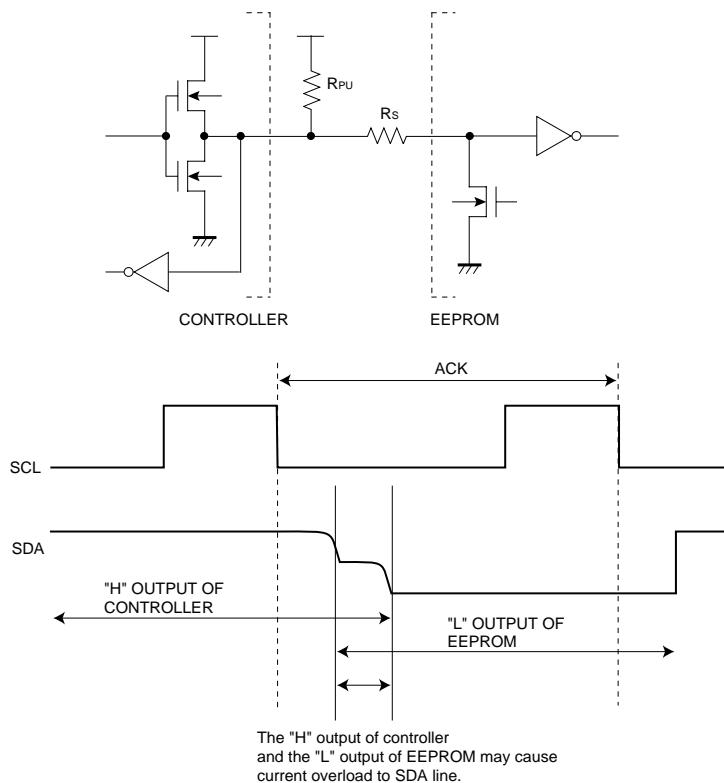 RPU
RS
CONTROLLER
EEPROM
ACK
SCL
SDA
"H" OUTPUT OF
CONTROLLER
"L" OUTPUT OF
EEPROM
The "H" output of controller
and the "L" output of EEPROM may cause
current overload to SDA line.